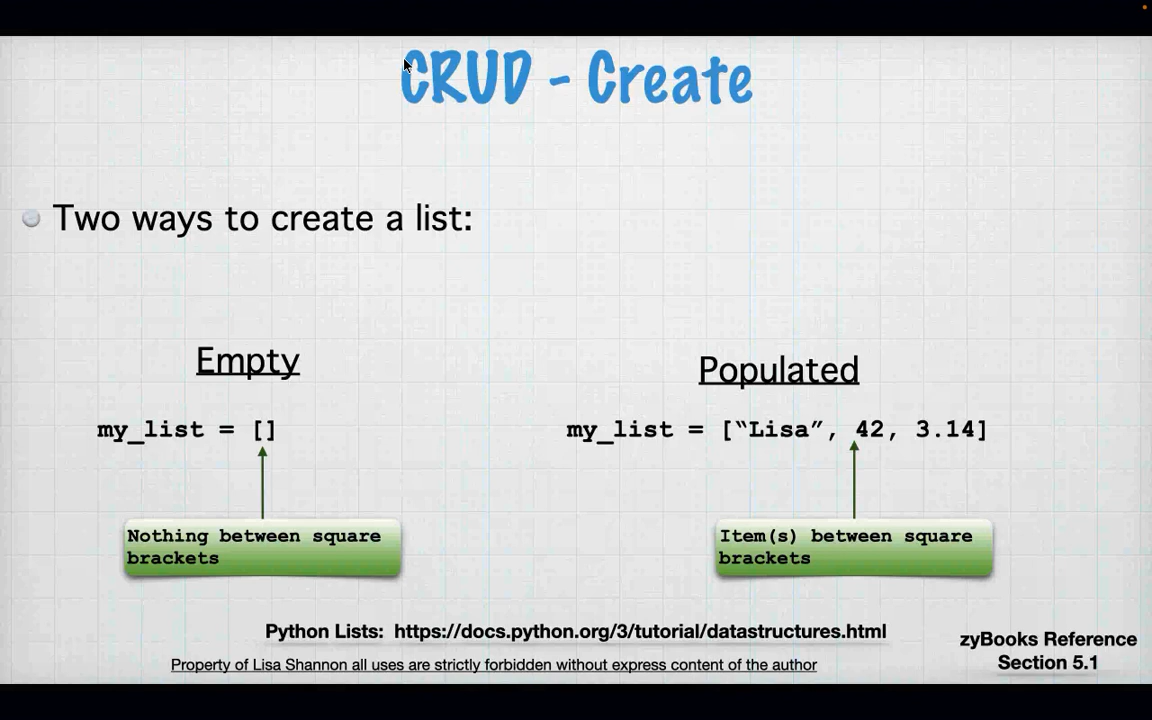 CRUD - Create
Two ways to create a list:
Empty
my_list = []
Nothing between square
brackets
Populated
my_list = [“Lisa”, 42, 3.14]
Item(s) between square
brackets
Python Lists: https://docs.python.org/3/tutorial/datastructures.html
Property of Lisa Shannon all uses are strictly forbidden without express content of the author
zyBooks Reference
Section 5.1